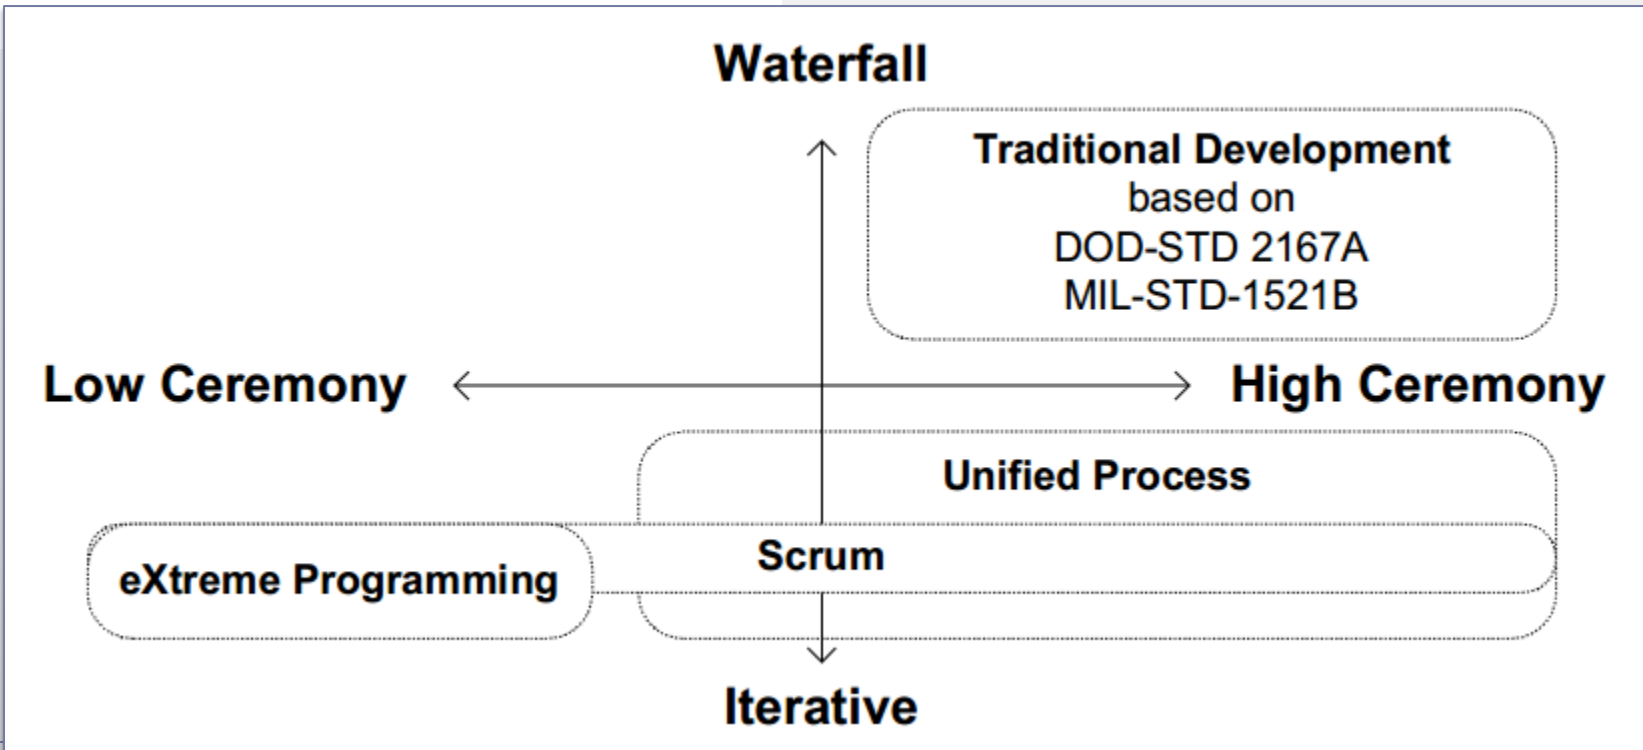 Waterfall
Traditional Development
based on
DOD-STD 2167A
MIL-STD-1521B
Low Ceremony
High Ceremony
Unified Process
Scrum
eXtreme Programming
Iterative